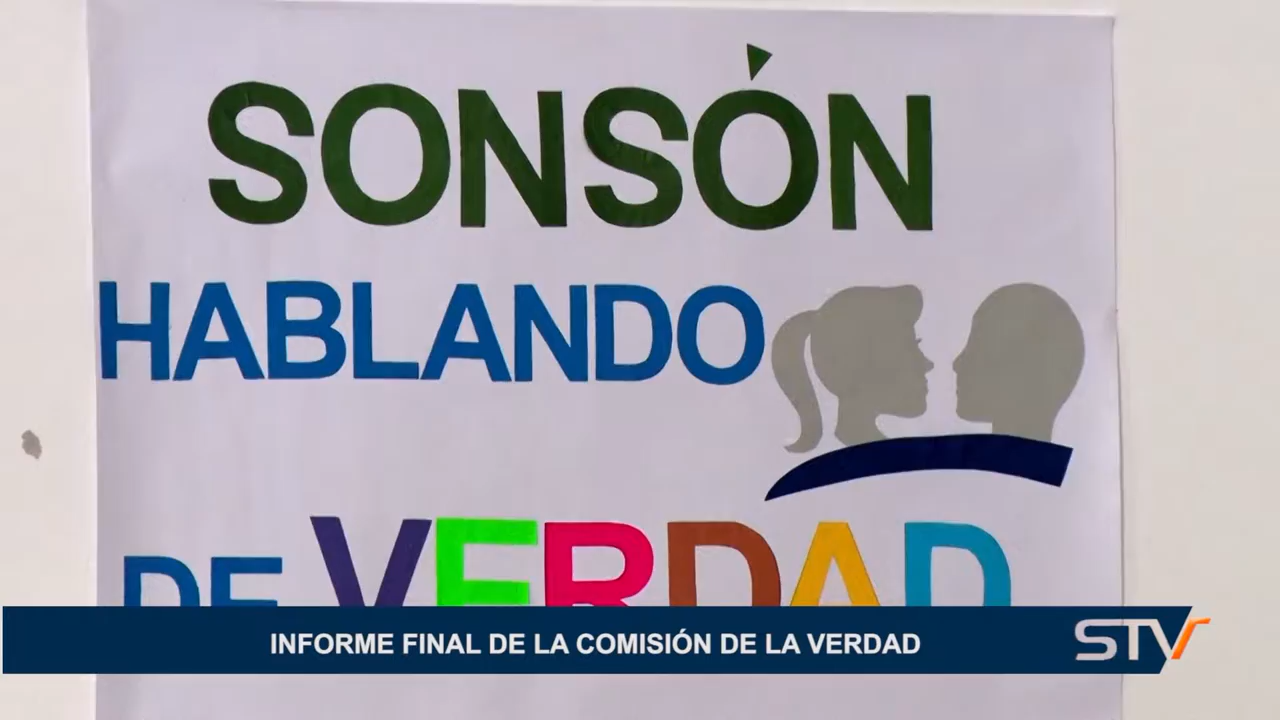 SONSÓN
HABLANDO
DE VERDAD
INFORME FINAL DE LA COMISIÓN DE LA VERDAD
STV